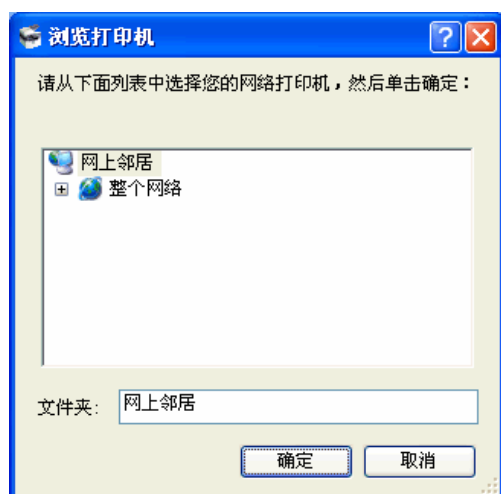 浏览打印机
请从下面列表中选择您的网络打印机，然后单击确定：
网上邻居
整个网络
文件夹: 网上邻居
确定 取消